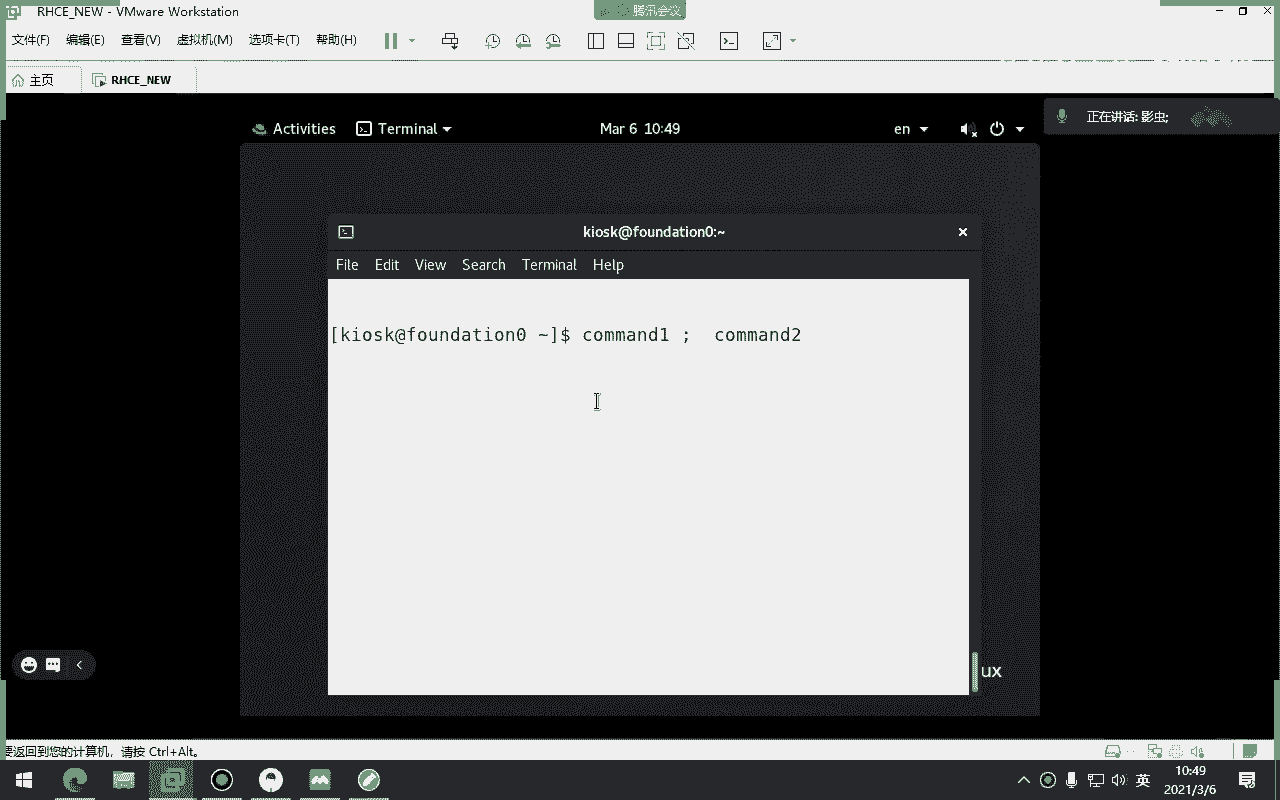 RHCE_NEW - VMware Workstation
腾讯会议
文件(F) 编辑(E) 查看(V) 虚拟机(M) 选项卡(T) 帮助(H)
主页 RHCE_NEW
Activities Terminal Mar 6 10:49 en
正在讲话: 影虫;
kiosk@foundation0:~
File Edit View Search Terminal Help
[kiosk@foundation0 ~]$ command1 ;  command2
ux
要返回到您的计算机，请按 Ctrl+Alt。
英 10:49
2021/3/6